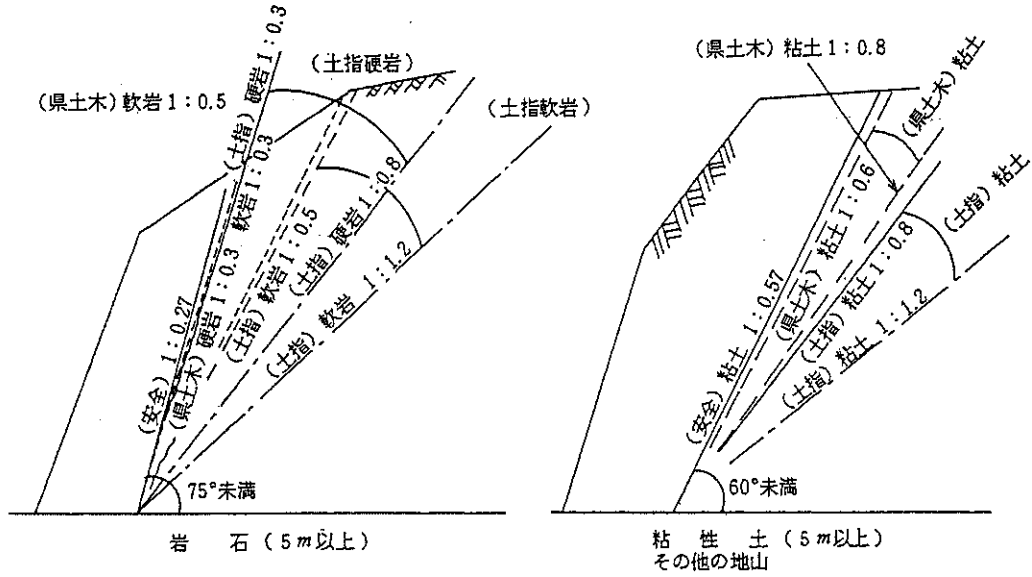 (県土木) 軟岩 1:0.5
(土指) 硬岩 1:0.3
(土指硬岩)
(土指軟岩)
(安全) 1:0.27
(県土木) 硬岩 1:0.3 軟岩 1:0.3
(土指) 軟岩 1:0.5
(土指) 硬岩 1:0.8
(土指) 軟岩 1:1.2
75°未満
岩 石 (5m以上)
(県土木) 粘土 1:0.8
(県土木) 粘土
(土指) 粘土
(安全) 粘土 1:0.57
(県土木) 粘土 1:0.6
(土指) 粘土 1:0.8
(土指) 粘土 1:1.2
60°未満
粘 性 土 (5m以上)
その他の地山